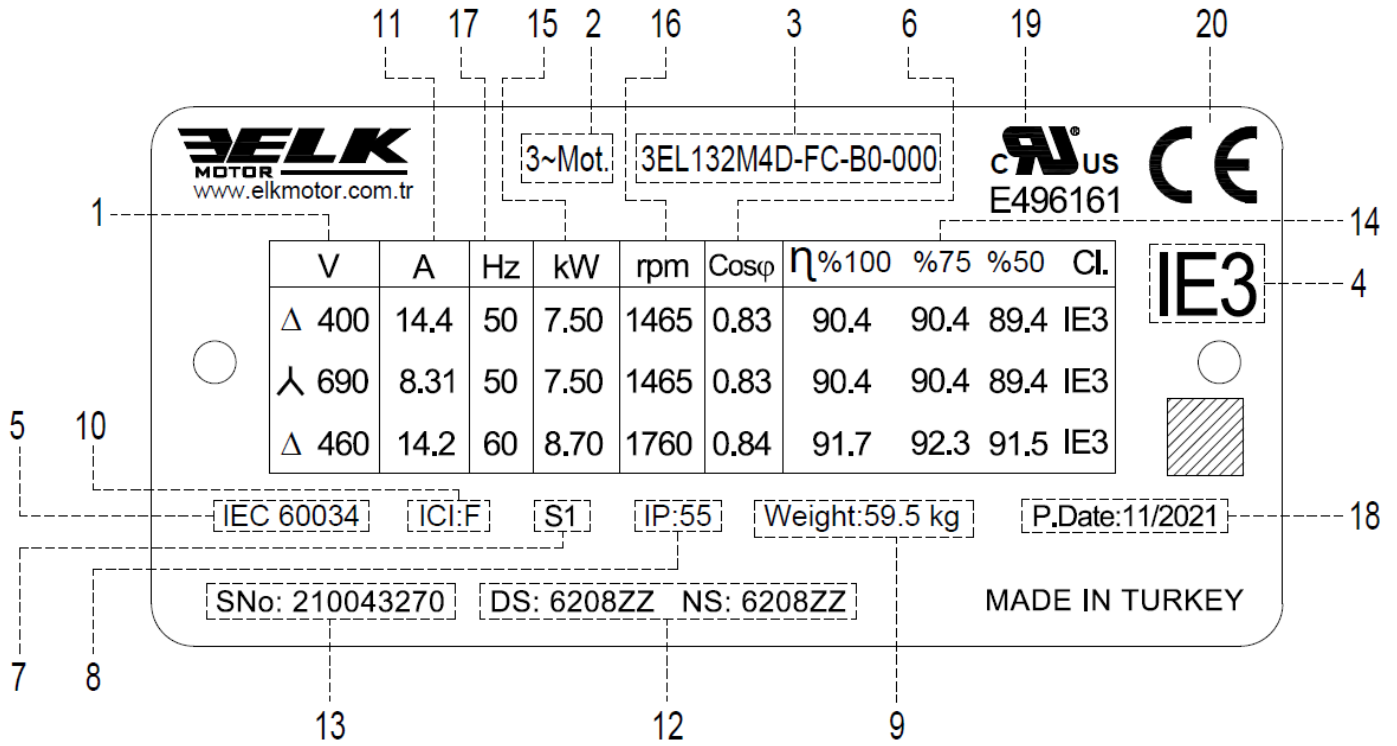 11 17 15 2 16 3 6 19 20
ELK
MOTOR
www.elkmotor.com.tr
3~Mot. 3EL132M4D-FC-B0-000
c RU ® US
E496161
CE
1
14
V A Hz kW rpm Cosφ η%100 %75 %50 Cl.
IE3
4
Δ 400 14.4 50 7.50 1465 0.83 90.4 90.4 89.4 IE3
⅄ 690 8.31 50 7.50 1465 0.83 90.4 90.4 89.4 IE3
5 10
Δ 460 14.2 60 8.70 1760 0.84 91.7 92.3 91.5 IE3
IEC 60034 ICI:F S1 IP:55 Weight:59.5 kg P.Date:11/2021
18
SNo: 210043270 DS: 6208ZZ NS: 6208ZZ MADE IN TURKEY
7 8
13 12 9